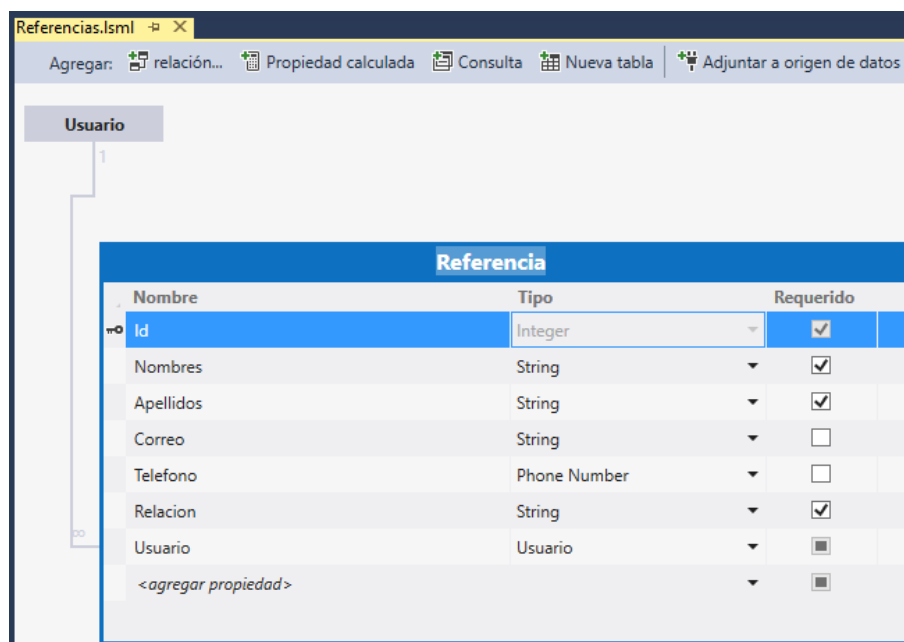 Referencias.lsml
Agregar: relación... Propiedad calculada Consulta Nueva tabla Adjuntar a origen de datos
Usuario
1
Referencia
Nombre Tipo Requerido
Id Integer
Nombres String
Apellidos String
Correo String
Telefono Phone Number
Relacion String
∞
Usuario Usuario
<agregar propiedad>